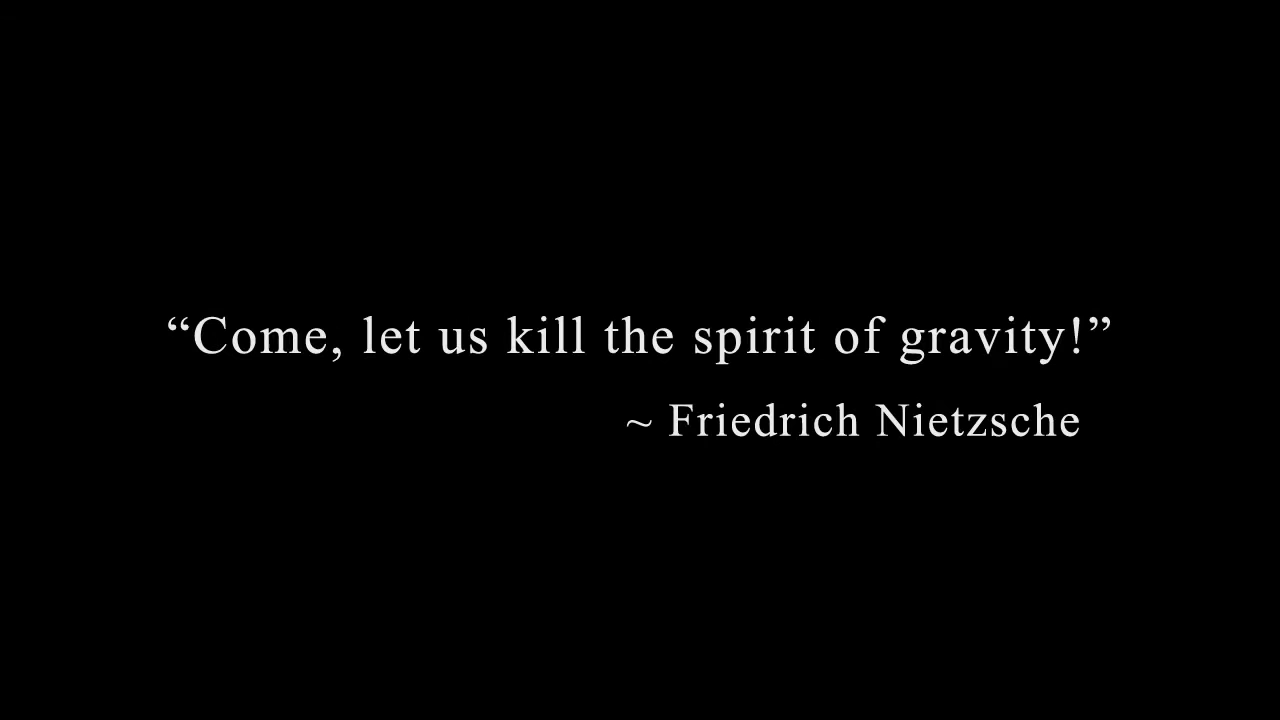 “Come, let us kill the spirit of gravity!”
~ Friedrich Nietzsche